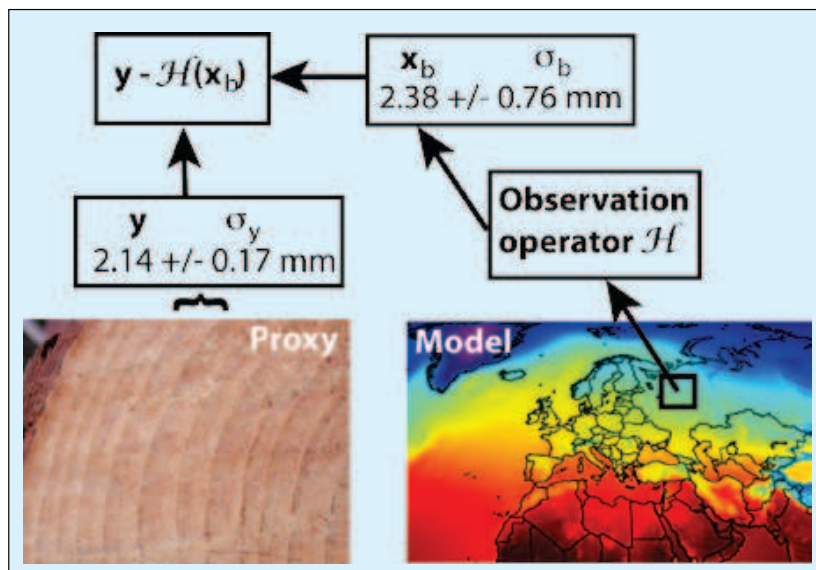 y - ℋ(x_b)
x_b σ_b
2.38 +/- 0.76 mm
y σ_y
2.14 +/- 0.17 mm
Observation
operator ℋ
Proxy
Model